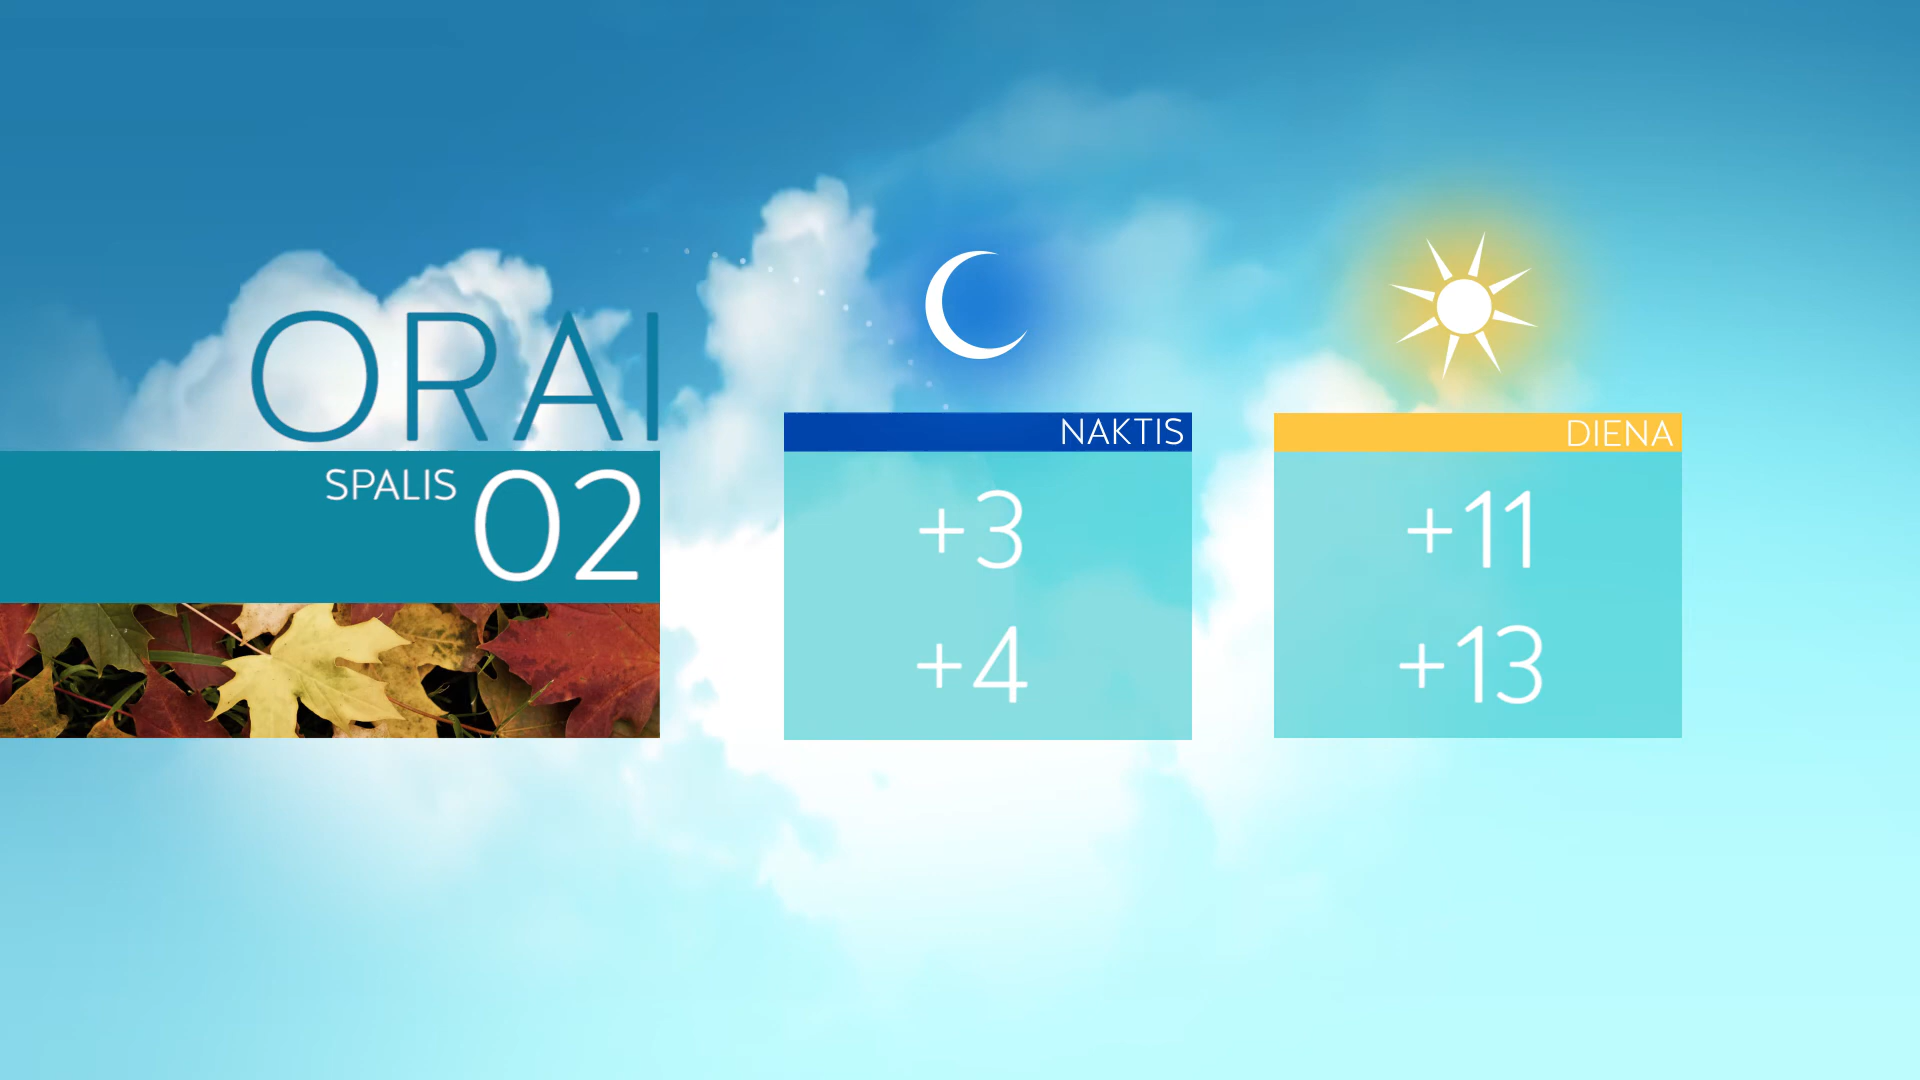 ORAI
SPALIS 02
NAKTIS
+3
+4
DIENA
+11
+13